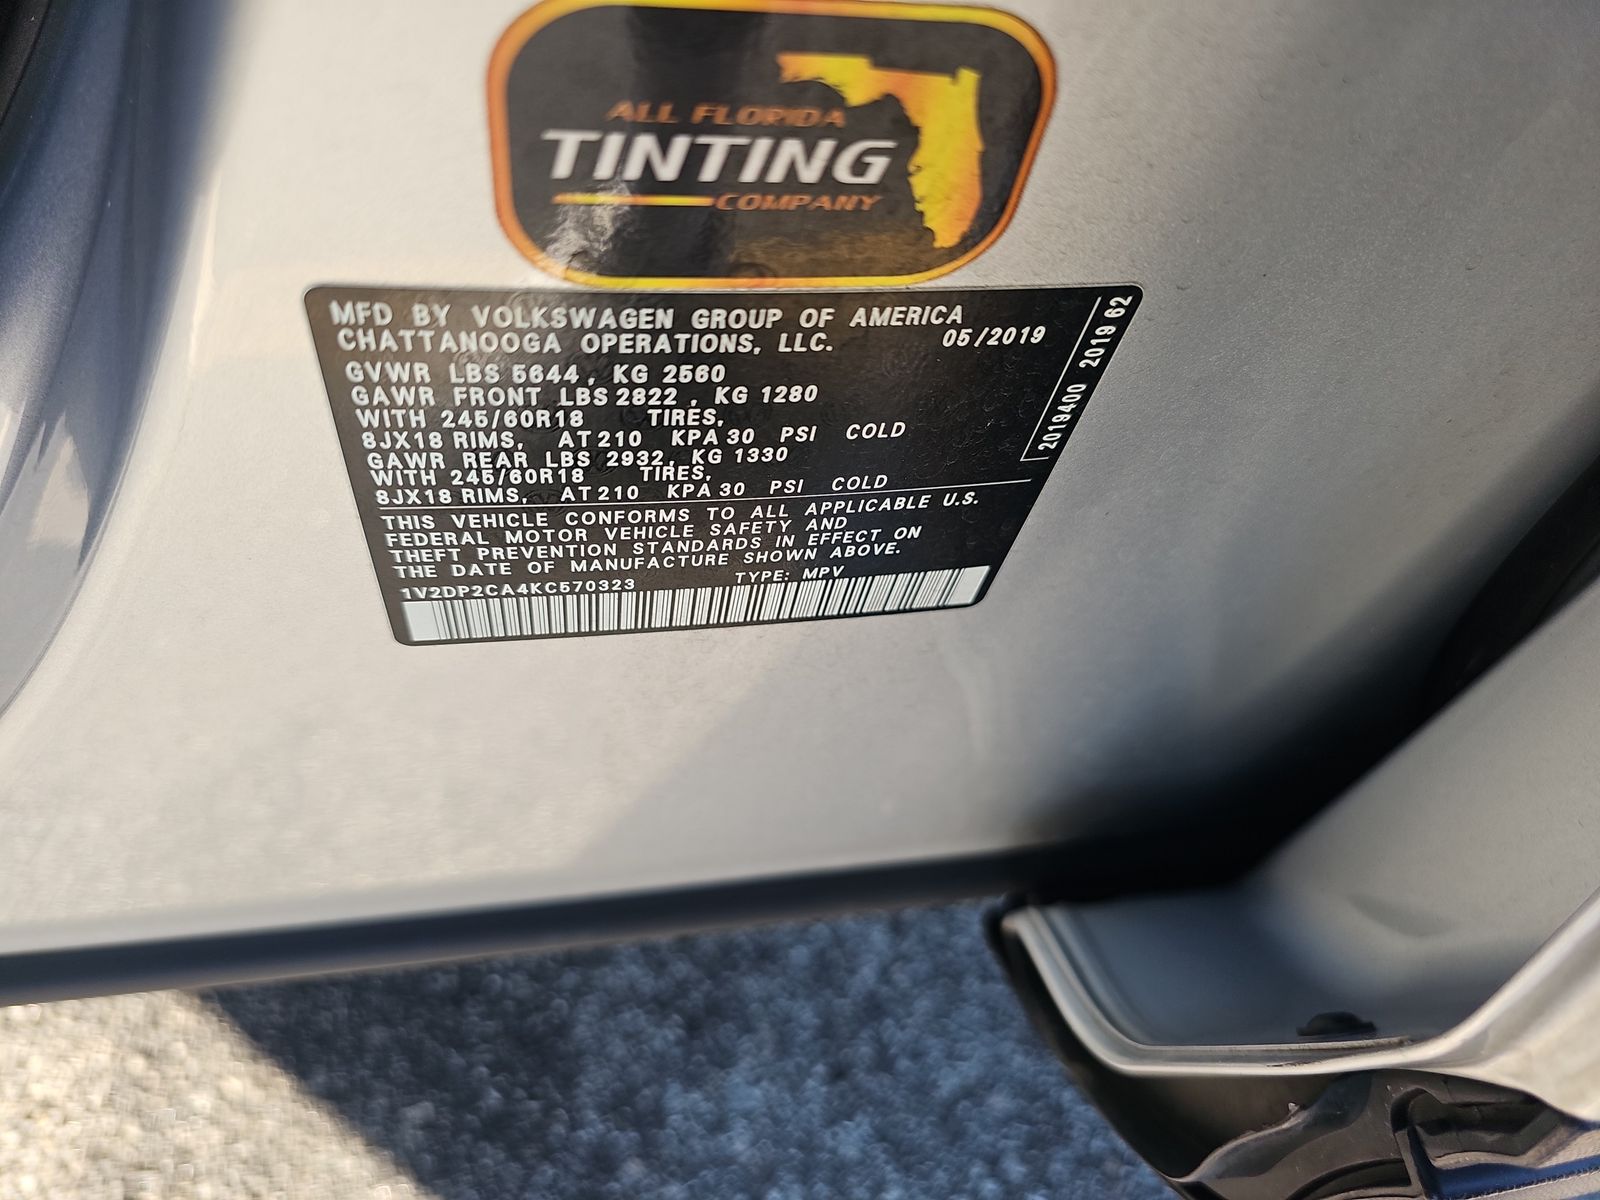 ALL FLORIDA
TINTING
COMPANY
MFD BY VOLKSWAGEN GROUP OF AMERICA
CHATTANOOGA OPERATIONS, LLC. 05/2019
GVWR LBS 5644, KG 2560
GAWR FRONT LBS 2822, KG 1280
WITH 245/60R18 TIRES,
8JX18 RIMS, AT 210 KPA 30 PSI COLD
GAWR REAR LBS 2932, KG 1330
WITH 245/60R18 TIRES,
8JX18 RIMS, AT 210 KPA 30 PSI COLD
THIS VEHICLE CONFORMS TO ALL APPLICABLE U.S.
FEDERAL MOTOR VEHICLE SAFETY AND
THEFT PREVENTION STANDARDS IN EFFECT ON
THE DATE OF MANUFACTURE SHOWN ABOVE.
1V2DP2CA4KC570323 TYPE: MPV
2019400 2019 62